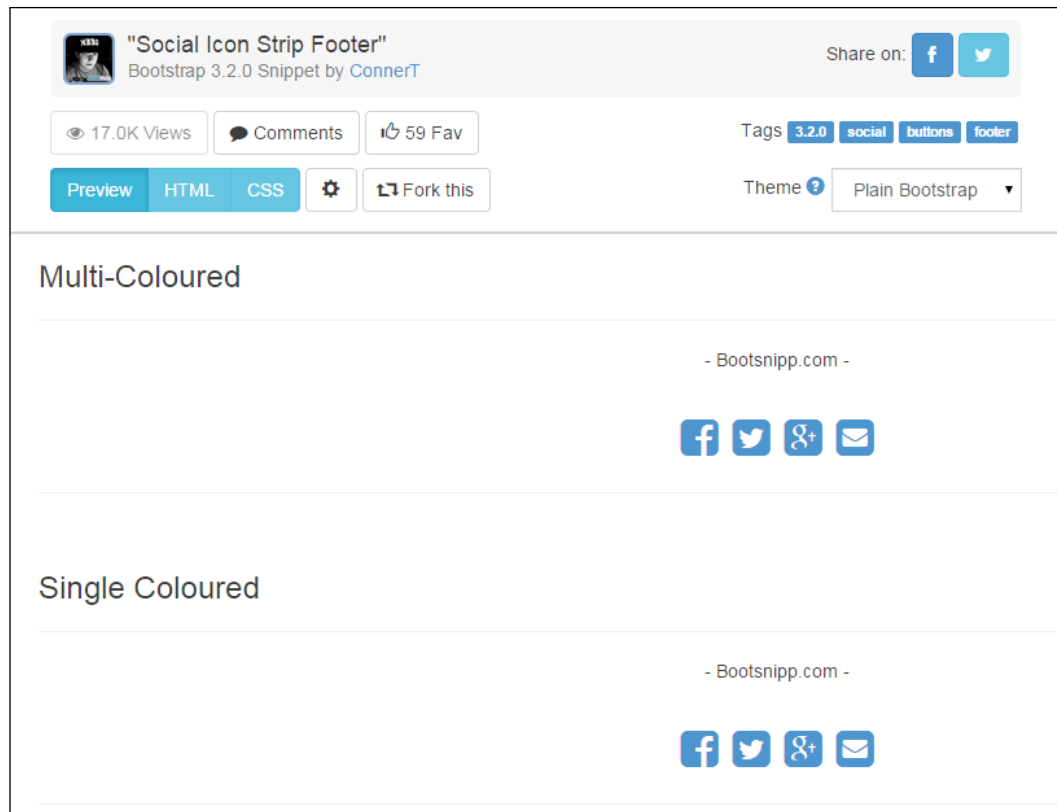 "Social Icon Strip Footer"
Bootstrap 3.2.0 Snippet by ConnerT
Share on:
17.0K Views
Comments
59 Fav
Tags 3.2.0 social buttons footer
Preview HTML CSS
Fork this
Theme
Plain Bootstrap
Multi-Coloured
- Bootsnipp.com -
Single Coloured
- Bootsnipp.com -